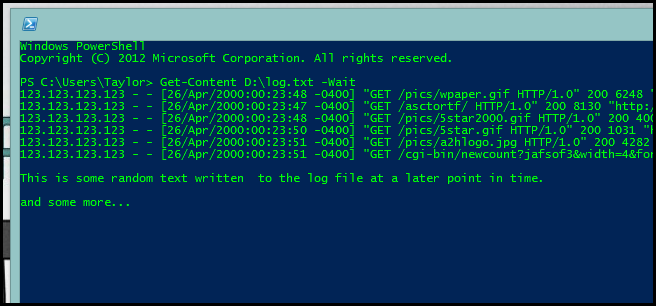 Windows PowerShell
Copyright (C) 2012 Microsoft Corporation. All rights reserved.
PS C:\Users\Taylor> Get-Content D:\log.txt -Wait
123.123.123.123 - - [26/Apr/2000:00:23:48 -0400] "GET /pics/wpaper.gif HTTP/1.0" 200 6248 "
123.123.123.123 - - [26/Apr/2000:00:23:47 -0400] "GET /asctortf/ HTTP/1.0" 200 8130 "http:/
123.123.123.123 - - [26/Apr/2000:00:23:48 -0400] "GET /pics/5star2000.gif HTTP/1.0" 200 400
123.123.123.123 - - [26/Apr/2000:00:23:50 -0400] "GET /pics/5star.gif HTTP/1.0" 200 1031 "h
123.123.123.123 - - [26/Apr/2000:00:23:51 -0400] "GET /pics/a2hlogo.jpg HTTP/1.0" 200 4282
123.123.123.123 - - [26/Apr/2000:00:23:51 -0400] "GET /cgi-bin/newcount?jafsof3&width=4&fon
This is some random text written  to the log file at a later point in time.
and some more...